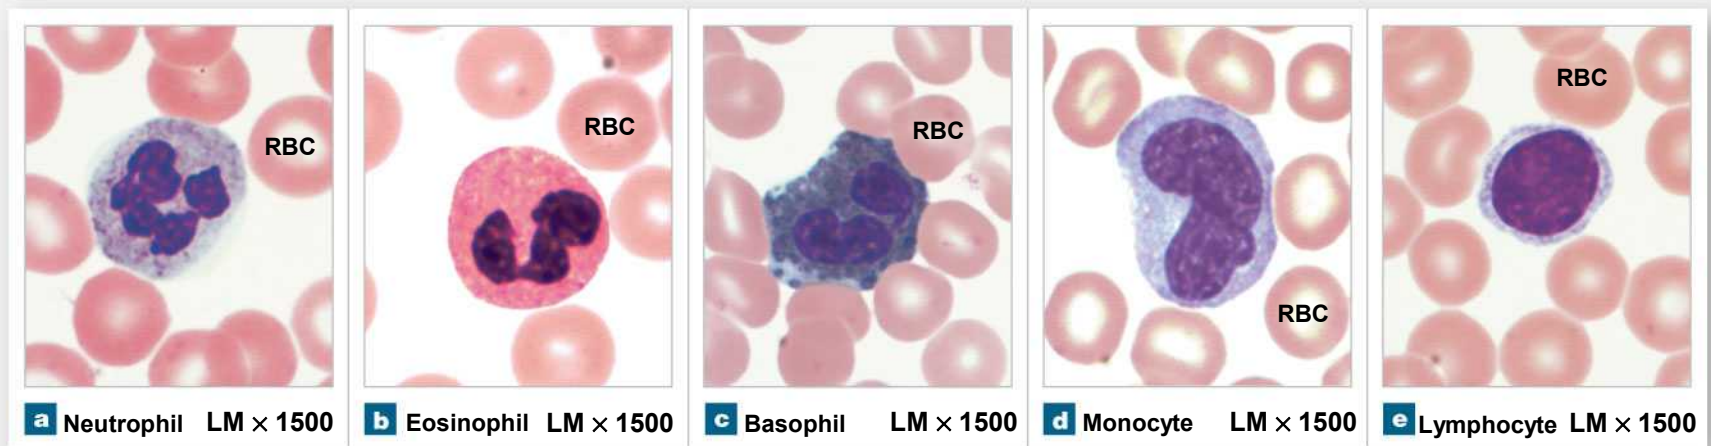 RBC
RBC
RBC
RBC
RBC
a Neutrophil LM × 1500
b Eosinophil LM × 1500
c Basophil LM × 1500
d Monocyte LM × 1500
e Lymphocyte LM × 1500